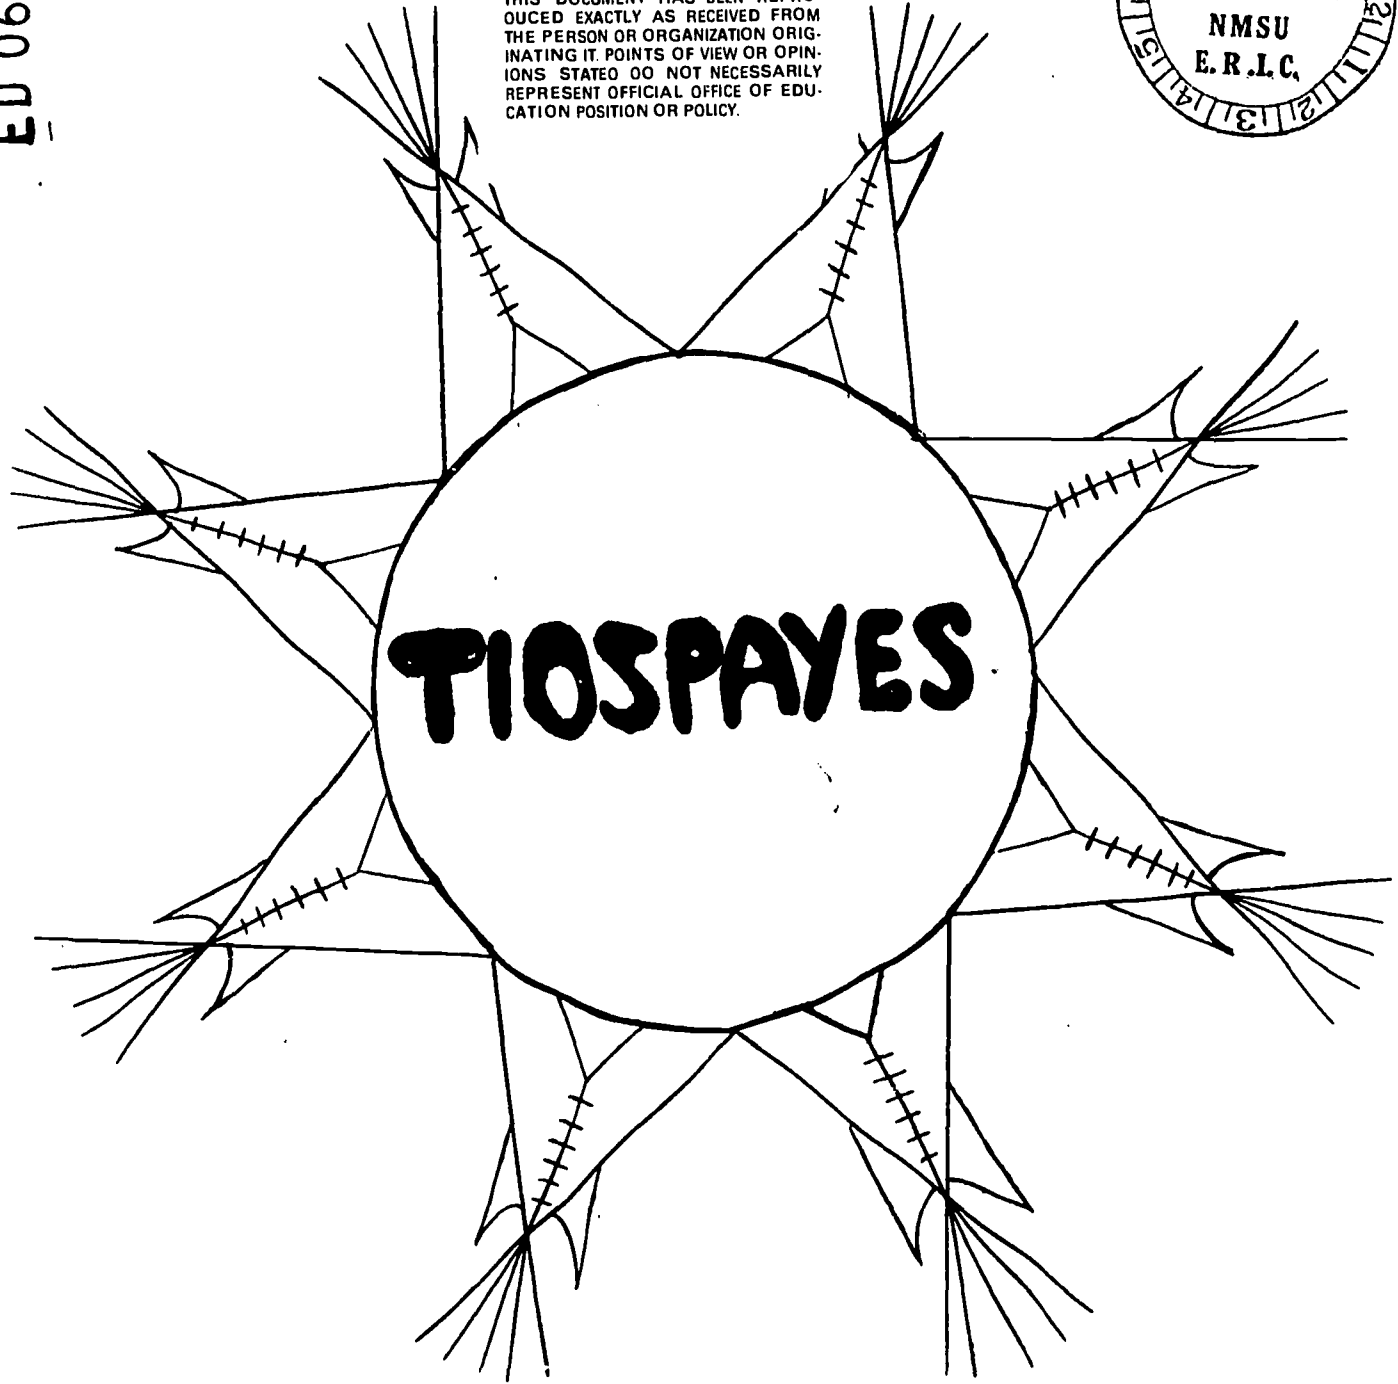 ED 06
THIS DOCUMENT HAS BEEN REPRO-
OUCED EXACTLY AS RECEIVED FROM
THE PERSON OR ORGANIZATION ORIG-
INATING IT. POINTS OF VIEW OR OPIN-
IONS STATEO OO NOT NECESSARILY
REPRESENT OFFICIAL OFFICE OF EDU-
CATION POSITION OR POLICY.
NMSU
E.R.I.C.
TIOSPAYES